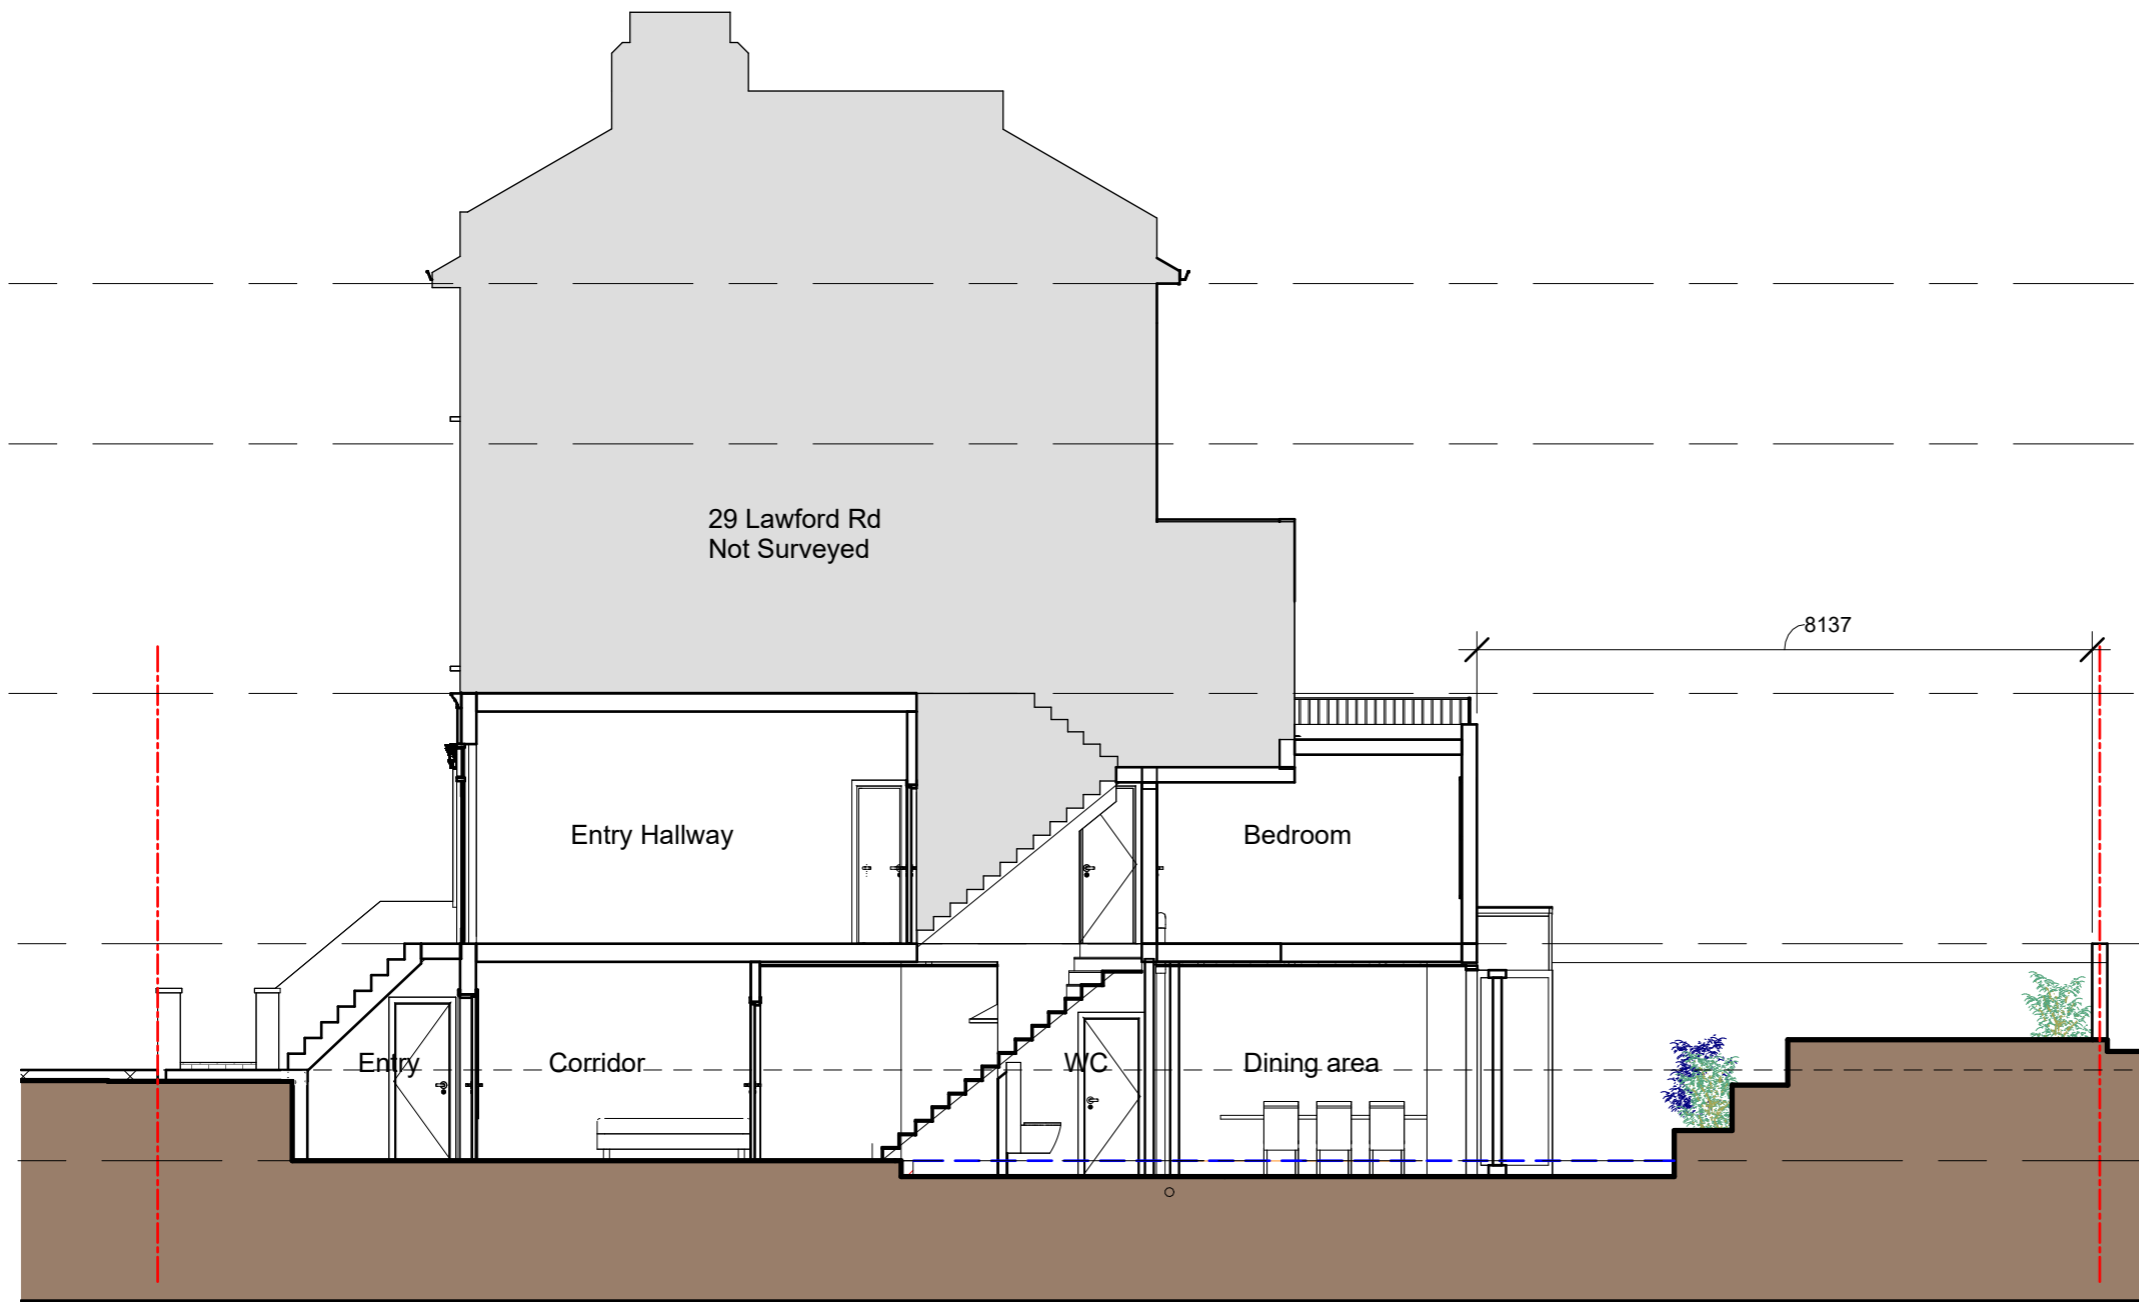 29 Lawford Rd
Not Surveyed
8137
Entry Hallway
Bedroom
Entry
Corridor
WC
Dining area